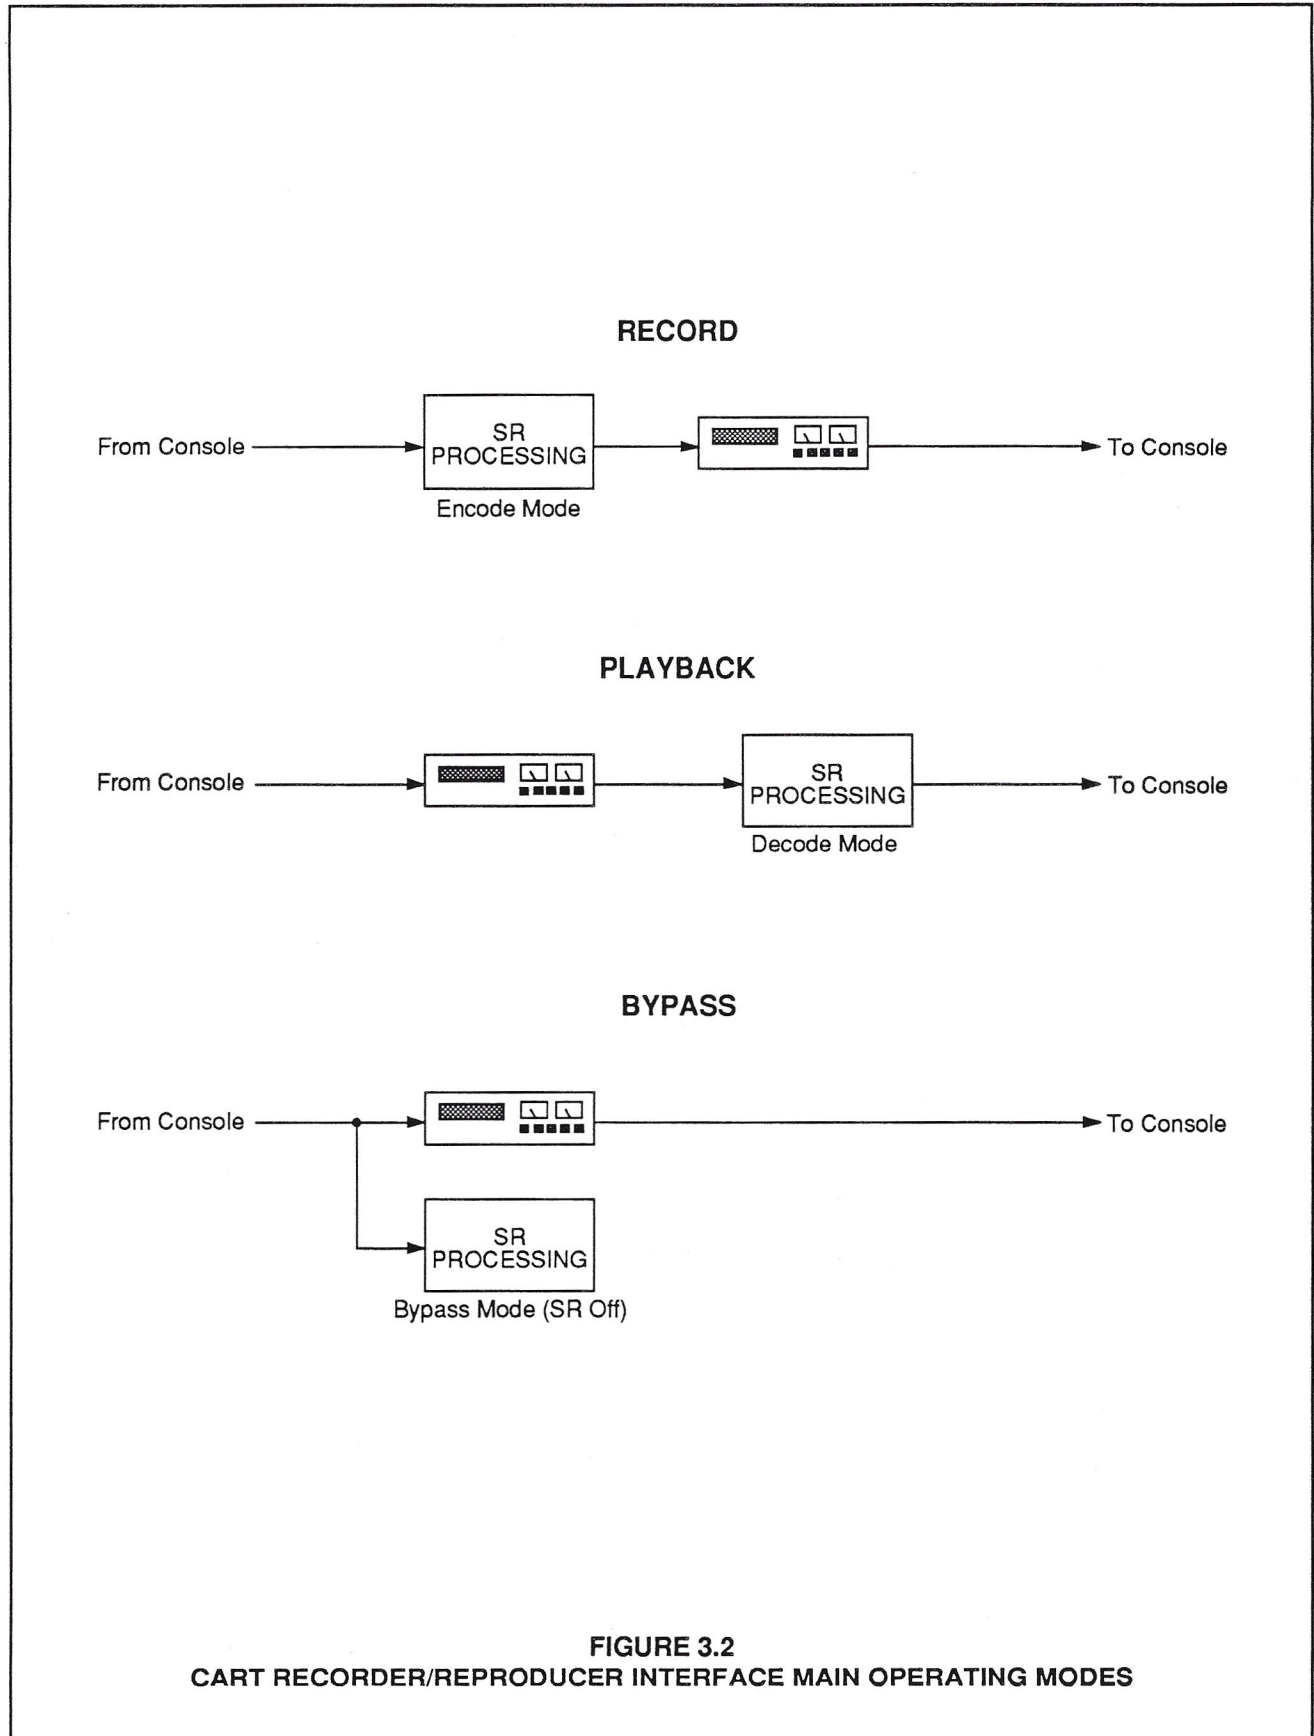 RECORD
From Console
SR
PROCESSING
Encode Mode
To Console
PLAYBACK
From Console
SR
PROCESSING
Decode Mode
To Console
BYPASS
From Console
To Console
SR
PROCESSING
Bypass Mode (SR Off)
FIGURE 3.2
CART RECORDER/REPRODUCER INTERFACE MAIN OPERATING MODES